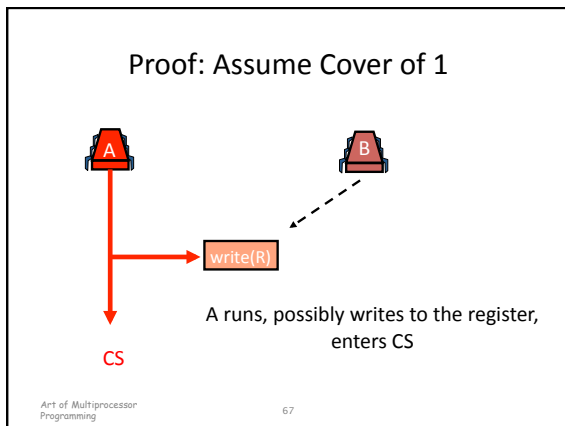 Proof: Assume Cover of 1
A
B
write(R)
A runs, possibly writes to the register,
enters CS
CS
Art of Multiprocessor
Programming
67